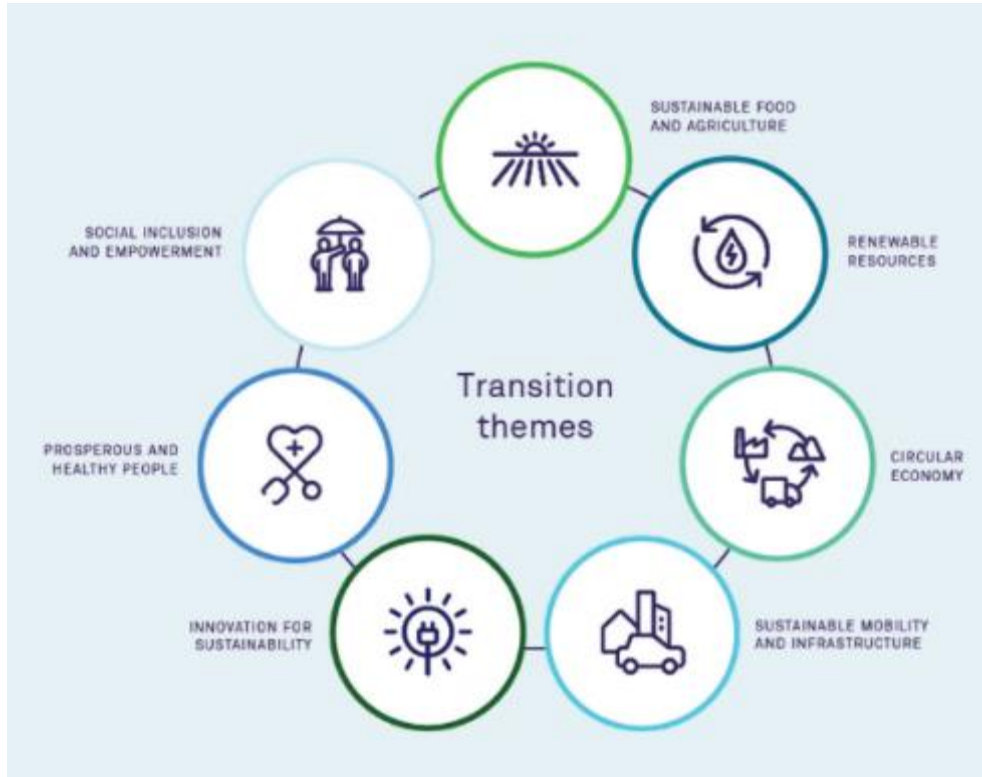 SUSTAINABLE FOOD
AND AGRICULTURE
SOCIAL INCLUSION
AND EMPOWERMENT
RENEWABLE
RESOURCES
Transition
themes
PROSPEROUS AND
HEALTHY PEOPLE
CIRCULAR
ECONOMY
INNOVATION FOR
SUSTAINABILITY
SUSTAINABLE MOBILITY
AND INFRASTRUCTURE